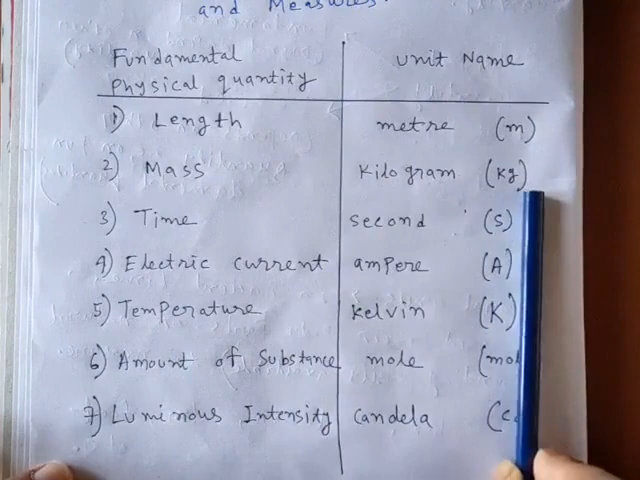 and Measures.
Fundamental Physical quantity | Unit Name
1) Length | metre (m)
2) Mass | Kilogram (kg)
3) Time | second (s)
4) Electric current | ampere (A)
5) Temperature | kelvin (K)
6) Amount of Substance | mole (mol
7) Luminous Intensity | candela